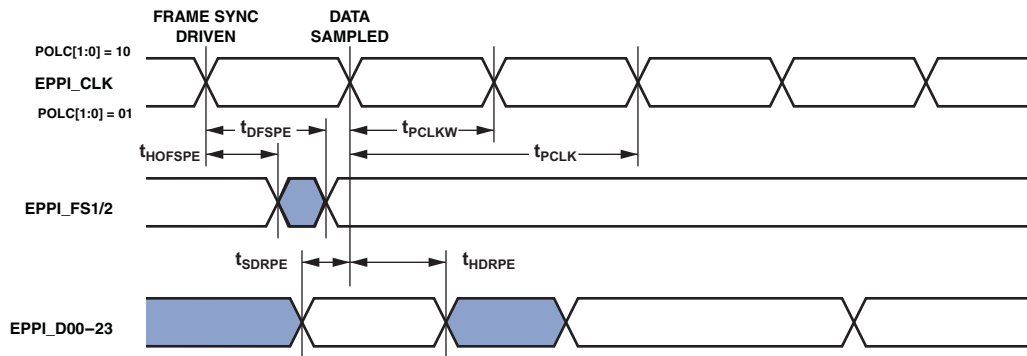 FRAME SYNC
DRIVEN
DATA
SAMPLED
POLC[1:0] = 10
EPPI_CLK
POLC[1:0] = 01
tDFSPE
tPCLKW
tHOFSPE
tPCLK
EPPI_FS1/2
tSDRPE
tHDRPE
EPPI_D00–23